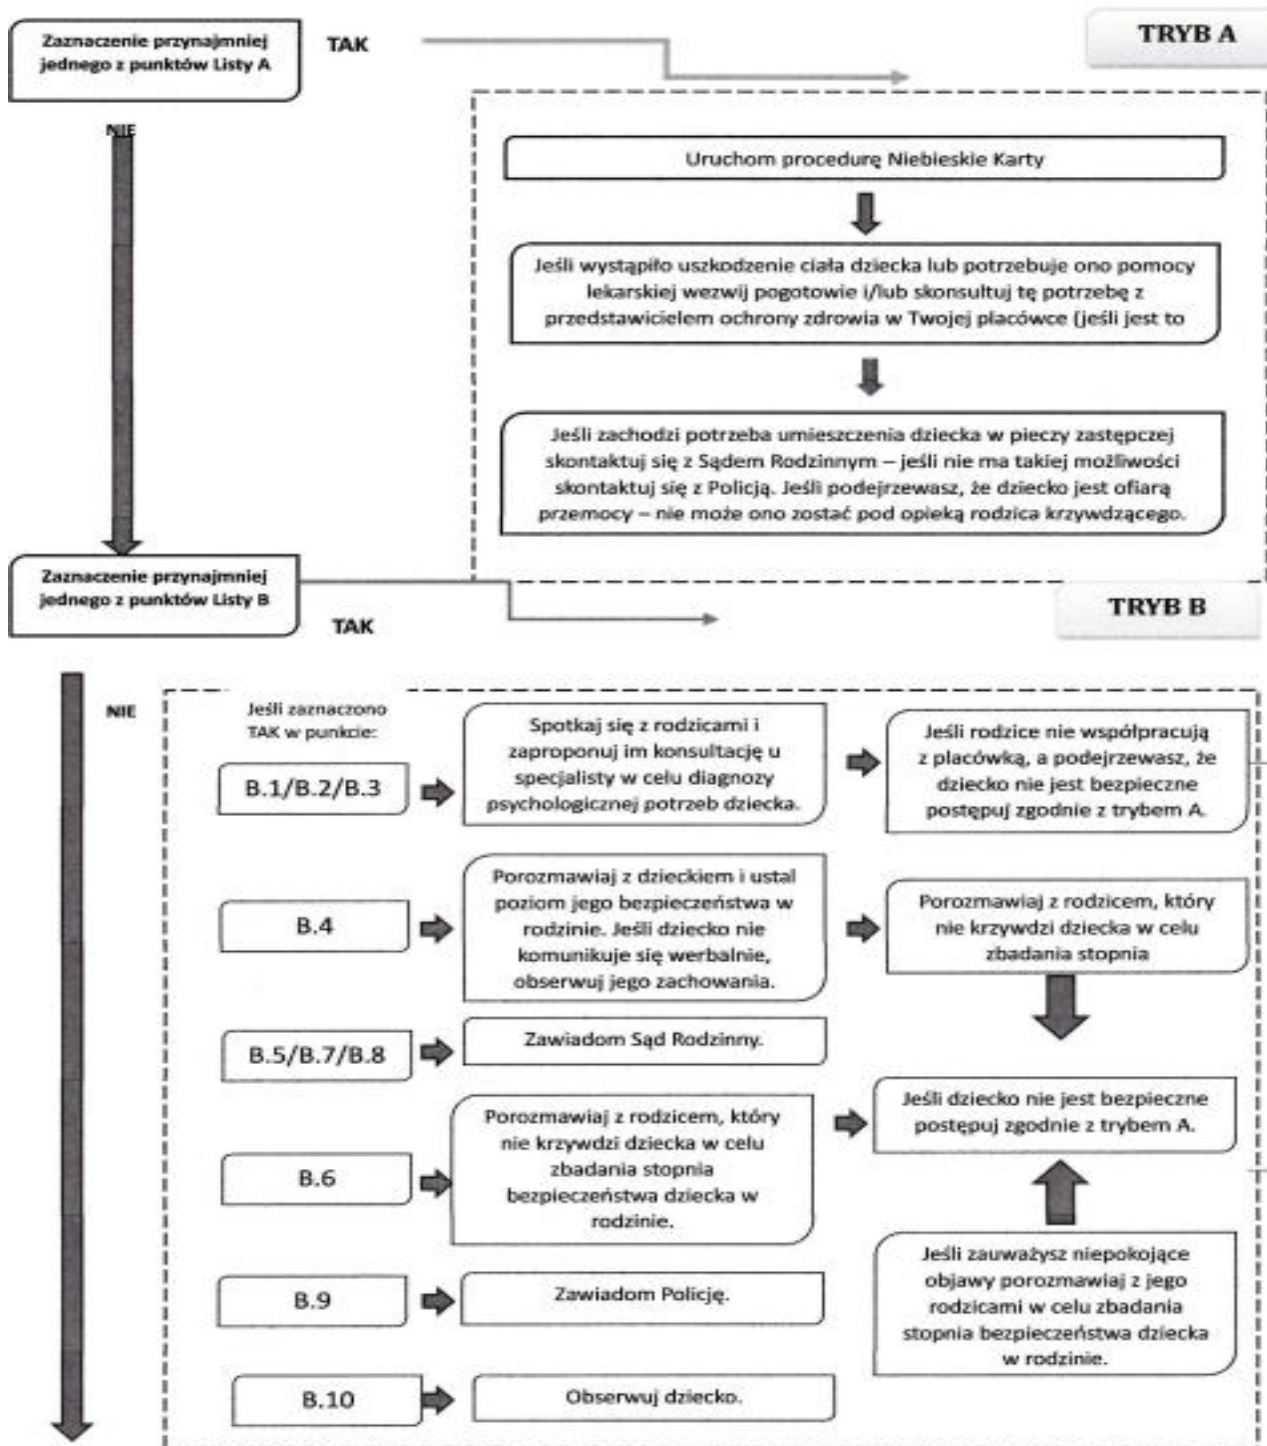 Zaznaczenie przynajmniej
jednego z punktów Listy A
TAK
TRYB A
NIE
Uruchom procedurę Niebieskie Karty
Jeśli wystąpiło uszkodzenie ciała dziecka lub potrzebuje ono pomocy
lekarskiej wezwij pogotowie i/lub skonsultuj tę potrzebę z
przedstawicielem ochrony zdrowia w Twojej placówce (jeśli jest to
Jeśli zachodzi potrzeba umieszczenia dziecka w pieczy zastępczej
skontaktuj się z Sądem Rodzinnym – jeśli nie ma takiej możliwości
skontaktuj się z Policją. Jeśli podejrzewasz, że dziecko jest ofiarą
przemocy – nie może ono zostać pod opieką rodzica krzywdzącego.
Zaznaczenie przynajmniej
jednego z punktów Listy B
TAK
TRYB B
NIE
Jeśli zaznaczono
TAK w punkcie:
B.1/B.2/B.3
Spotkaj się z rodzicami i
zaproponuj im konsultację u
specjalisty w celu diagnozy
psychologicznej potrzeb dziecka.
Jeśli rodzice nie współpracują
z placówką, a podejrzewasz, że
dziecko nie jest bezpieczne
postępuj zgodnie z trybem A.
B.4
Porozmawiaj z dzieckiem i ustal
poziom jego bezpieczeństwa w
rodzinie. Jeśli dziecko nie
komunikuje się werbalnie,
obserwuj jego zachowania.
Porozmawiaj z rodzicem, który
nie krzywdzi dziecka w celu
zbadania stopnia
B.5/B.7/B.8
Zawiadom Sąd Rodzinny.
Jeśli dziecko nie jest bezpieczne
postępuj zgodnie z trybem A.
B.6
Porozmawiaj z rodzicem, który
nie krzywdzi dziecka w celu
zbadania stopnia
bezpieczeństwa dziecka w
rodzinie.
B.9
Zawiadom Policję.
Jeśli zauważysz niepokojące
objawy porozmawiaj z jego
rodzicami w celu zbadania
stopnia bezpieczeństwa dziecka
w rodzinie.
B.10
Obserwuj dziecko.